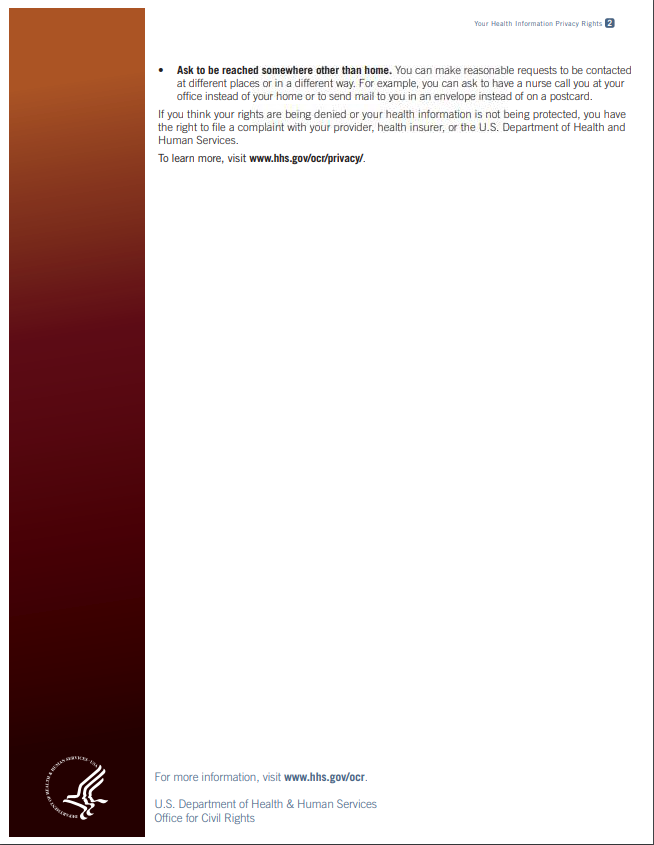 Your Health Information Privacy Rights 2
• Ask to be reached somewhere other than home. You can make reasonable requests to be contacted
at different places or in a different way. For example, you can ask to have a nurse call you at your
office instead of your home or to send mail to you in an envelope instead of on a postcard.
If you think your rights are being denied or your health information is not being protected, you have
the right to file a complaint with your provider, health insurer, or the U.S. Department of Health and
Human Services.
To learn more, visit www.hhs.gov/ocr/privacy/.
DEPARTMENT OF HEALTH & HUMAN SERVICES • USA
For more information, visit www.hhs.gov/ocr.
U.S. Department of Health & Human Services
Office for Civil Rights